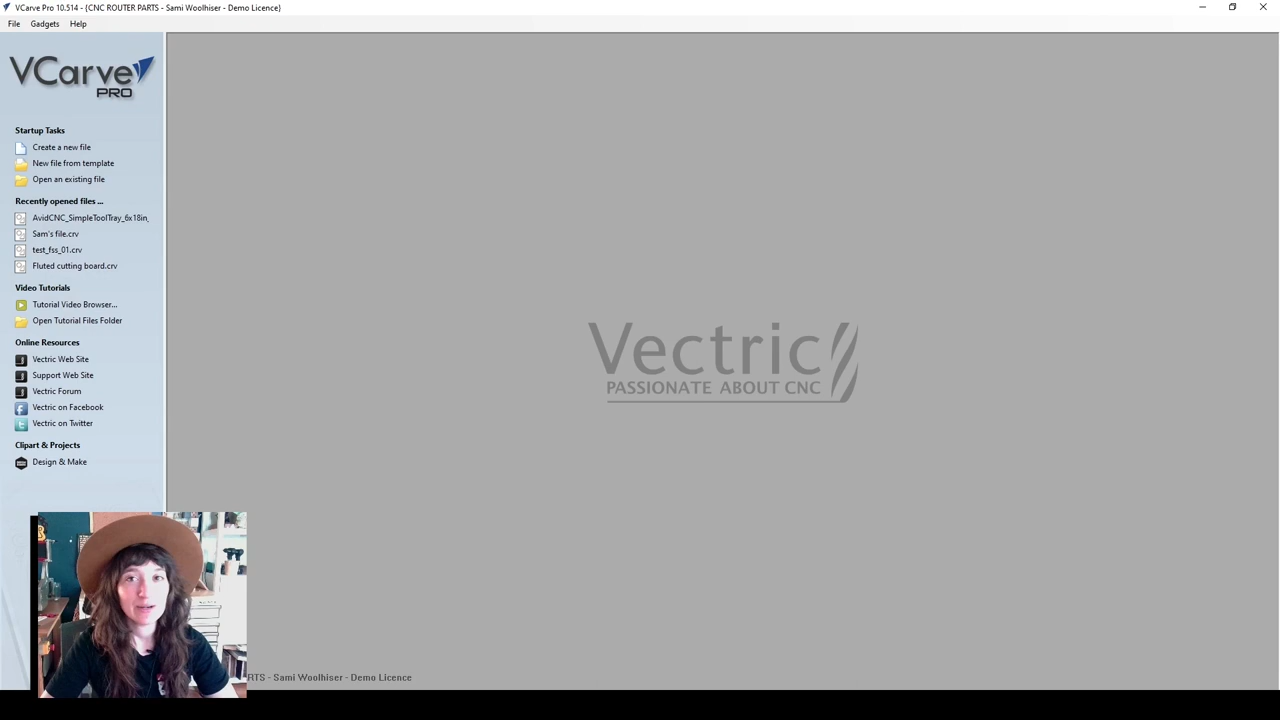 VCarve Pro 10.514 - {CNC ROUTER PARTS - Sami Woolhiser - Demo Licence}
File Gadgets Help
VCarve
PRO
Startup Tasks
Create a new file
New file from template
Open an existing file
Recently opened files ...
AvidCNC_SimpleToolTray_6x18in_
Sam's file.crv
test_fss_01.crv
Fluted cutting board.crv
Video Tutorials
Tutorial Video Browser...
Open Tutorial Files Folder
Online Resources
Vectric Web Site
Support Web Site
Vectric Forum
Vectric on Facebook
Vectric on Twitter
Clipart & Projects
Design & Make
Vectric
PASSIONATE ABOUT CNC
RTS - Sami Woolhiser - Demo Licence